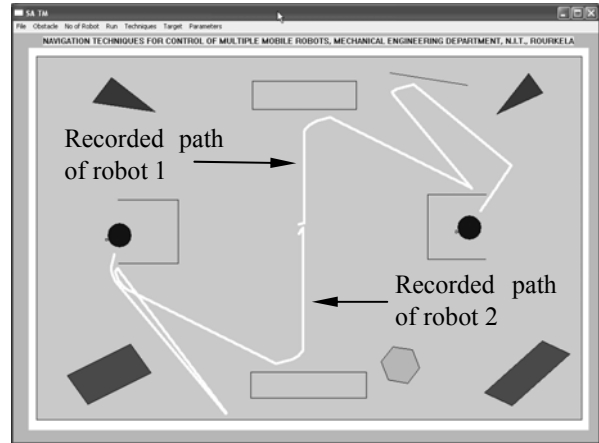 SA TM
File Obstacle No of Robot Run Techniques Target Parameters
NAVIGATION TECHNIQUES FOR CONTROL OF MULTIPLE MOBILE ROBOTS, MECHANICAL ENGINEERING DEPARTMENT, N.I.T., ROURKELA
Recorded path
of robot 1
Recorded path
of robot 2